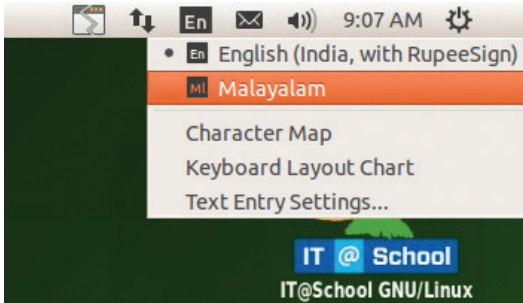 En 9:07 AM
En English (India, with RupeeSign)
Ml Malayalam
Character Map
Keyboard Layout Chart
Text Entry Settings...
IT @ School
IT@School GNU/Linux